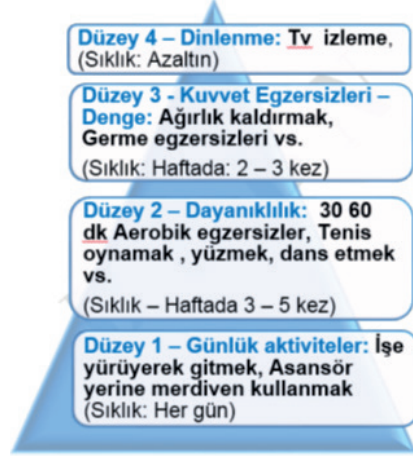 Düzey 4 – Dinlenme: Tv izleme,
(Sıklık: Azaltın)
Düzey 3 - Kuvvet Egzersizleri –
Denge: Ağırlık kaldırmak,
Germe egzersizleri vs.
(Sıklık: Haftada: 2 – 3 kez)
Düzey 2 – Dayanıklılık: 30 60
dk Aerobik egzersizler, Tenis
oynamak , yüzmek, dans etmek
vs.
(Sıklık – Haftada 3 – 5 kez)
Düzey 1 – Günlük aktiviteler: İşe
yürüyerek gitmek, Asansör
yerine merdiven kullanmak
(Sıklık: Her gün)